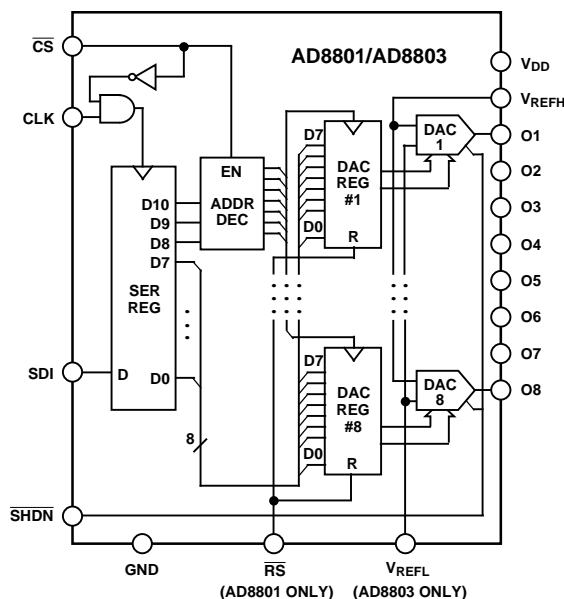 CS
AD8801/AD8803
VDD
VREFH
CLK
D7
DAC
REG
#1
D0
R
DAC
1
O1
O2
O3
O4
O5
O6
O7
O8
EN
ADDR
DEC
D10
D9
D8
D7
SER
REG
SDI
D
D0
8
D7
DAC
REG
#8
D0
R
DAC
8
SHDN
GND
RS
(AD8801 ONLY)
VREFL
(AD8803 ONLY)